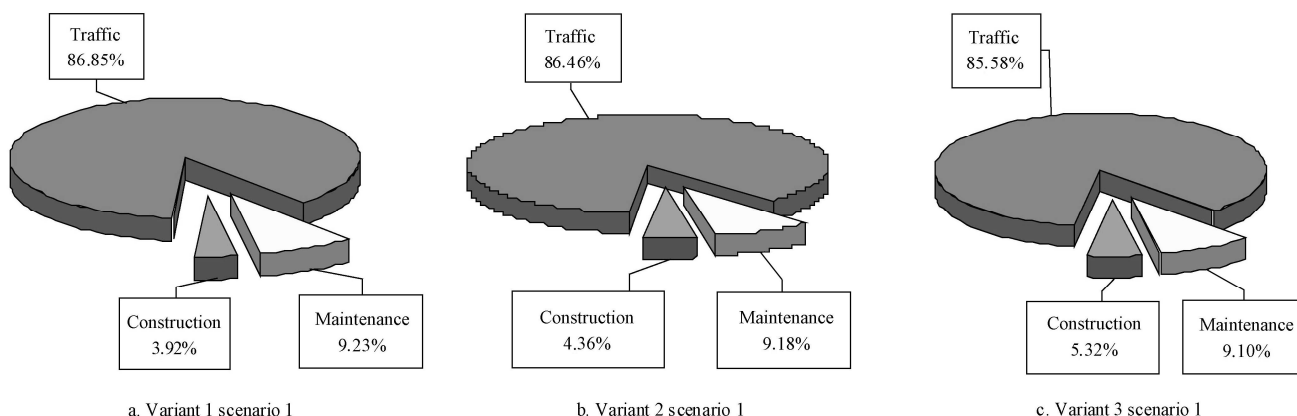 Traffic
86.85%
Construction
3.92%
Maintenance
9.23%
a. Variant 1 scenario 1
Traffic
86.46%
Construction
4.36%
Maintenance
9.18%
b. Variant 2 scenario 1
Traffic
85.58%
Construction
5.32%
Maintenance
9.10%
c. Variant 3 scenario 1